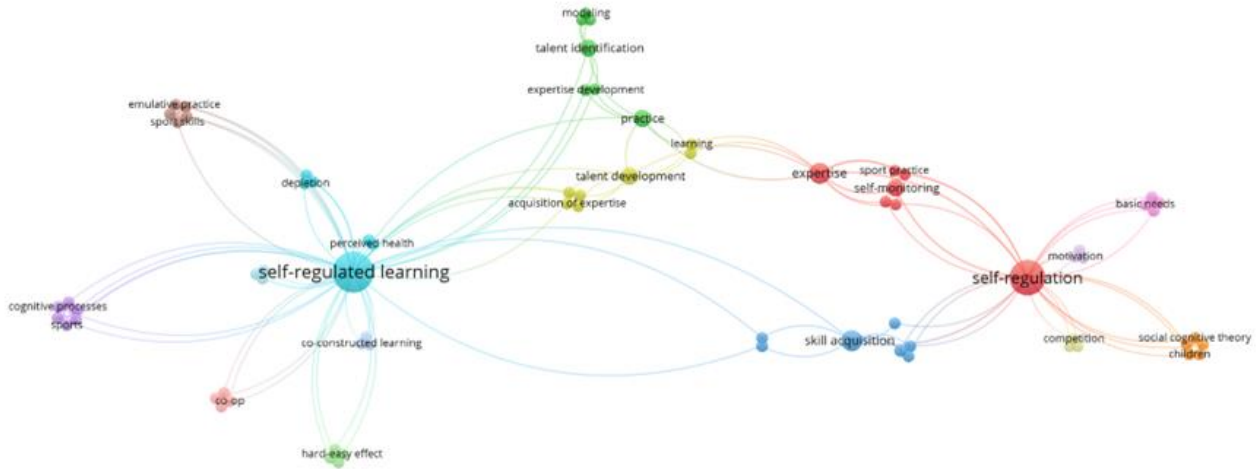 modeling
talent identification
expertise development
practice
emulative practice
sport skills
learning
depletion
talent development
expertise
sport practice
self-monitoring
acquisition of expertise
basic needs
perceived health
motivation
self-regulated learning
self-regulation
cognitive processes
sports
co-constructed learning
skill acquisition
competition
social cognitive theory
children
co-op
hard-easy effect